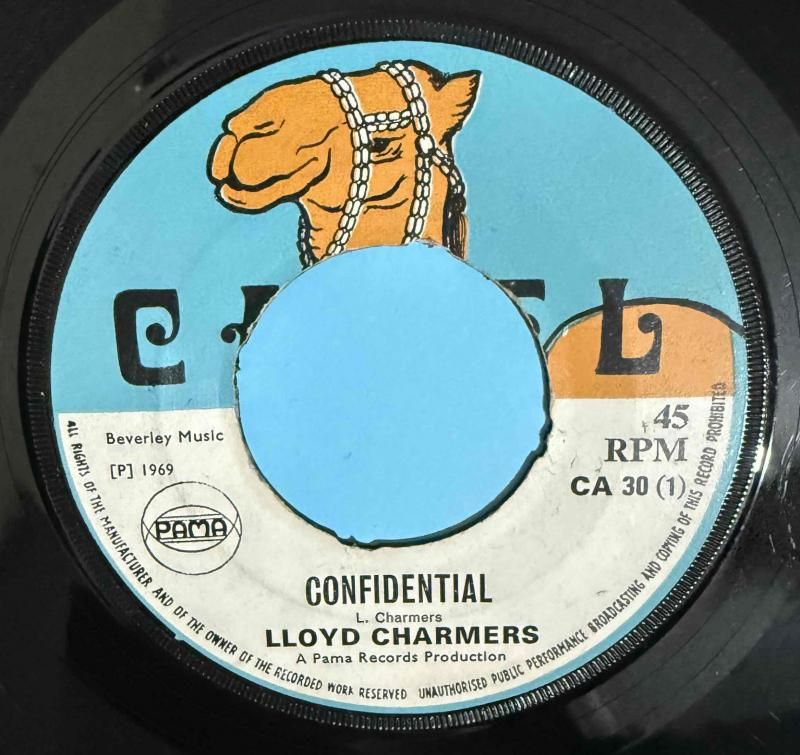 C L
Beverley Music
[P] 1969
PAMA
45
RPM
CA 30 (1)
CONFIDENTIAL
L. Charmers
LLOYD CHARMERS
A Pama Records Production
ALL RIGHTS OF THE MANUFACTURER AND OF THE OWNER OF THE RECORDED WORK RESERVED UNAUTHORISED PUBLIC PERFORMANCE BROADCASTING AND COPYING OF THIS RECORD PROHIBITED